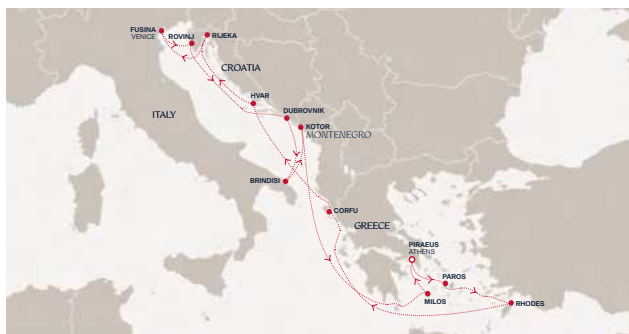 FUSINA
VENICE
ROVINJ
RIJEKA
CROATIA
HVAR
ITALY
DUBROVNIK
KOTOR
MONTENEGRO
BRINDISI
CORFU
GREECE
PIRAEUS
ATHENS
PAROS
MILOS
RHODES